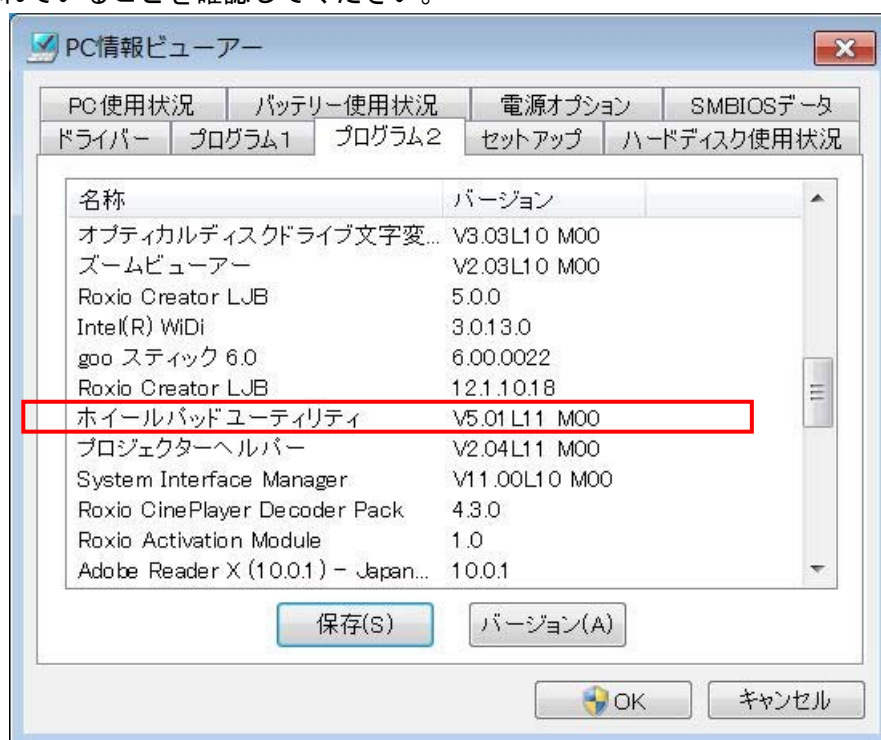 れていることを確認してください。
PC情報ビューアー
PC使用状況 バッテリー使用状況 電源オプション SMBIOSデータ
ドライバー プログラム1 プログラム2 セットアップ ハードディスク使用状況
名称 バージョン
オプティカルディスクドライブ文字変... V3.03L10 M00
ズームビューアー V2.03L10 M00
Roxio Creator LJB 5.0.0
Intel(R) WiDi 3.0.13.0
goo スティック 6.0 6.00.0022
Roxio Creator LJB 12.1.10.18
ホイールパッドユーティリティ V5.01L11 M00
プロジェクターヘルパー V2.04L11 M00
System Interface Manager V11.00L10 M00
Roxio CinePlayer Decoder Pack 4.3.0
Roxio Activation Module 1.0
Adobe Reader X (10.0.1) - Japan... 10.0.1
保存(S) バージョン(A)
OK キャンセル